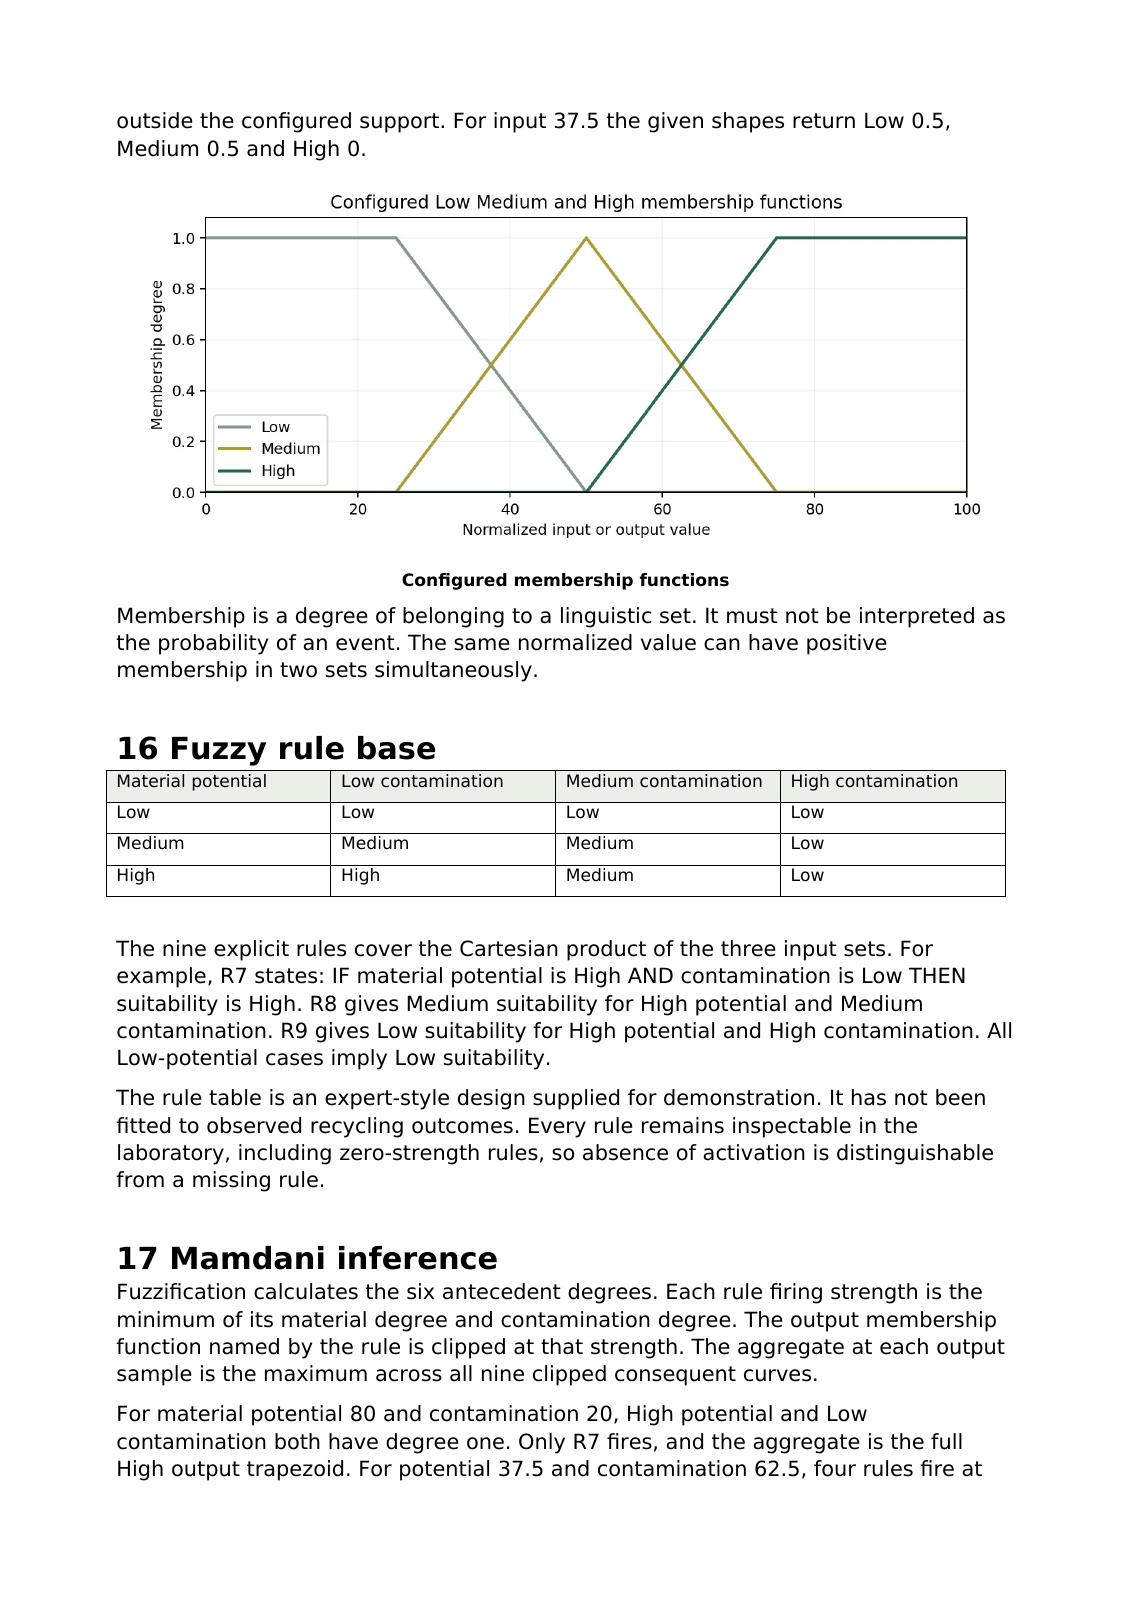 outside the configured support. For input 37.5 the given shapes return Low 0.5,
Medium 0.5 and High 0.
Configured Low Medium and High membership functions
Membership degree
1.0
0.8
0.6
0.4
0.2
0.0
Low
Medium
High
0 20 40 60 80 100
Normalized input or output value
Configured membership functions
Membership is a degree of belonging to a linguistic set. It must not be interpreted as
the probability of an event. The same normalized value can have positive
membership in two sets simultaneously.
16 Fuzzy rule base
Material potential Low contamination Medium contamination High contamination
Low Low Low Low
Medium Medium Medium Low
High High Medium Low
The nine explicit rules cover the Cartesian product of the three input sets. For
example, R7 states: IF material potential is High AND contamination is Low THEN
suitability is High. R8 gives Medium suitability for High potential and Medium
contamination. R9 gives Low suitability for High potential and High contamination. All
Low-potential cases imply Low suitability.
The rule table is an expert-style design supplied for demonstration. It has not been
fitted to observed recycling outcomes. Every rule remains inspectable in the
laboratory, including zero-strength rules, so absence of activation is distinguishable
from a missing rule.
17 Mamdani inference
Fuzzification calculates the six antecedent degrees. Each rule firing strength is the
minimum of its material degree and contamination degree. The output membership
function named by the rule is clipped at that strength. The aggregate at each output
sample is the maximum across all nine clipped consequent curves.
For material potential 80 and contamination 20, High potential and Low
contamination both have degree one. Only R7 fires, and the aggregate is the full
High output trapezoid. For potential 37.5 and contamination 62.5, four rules fire at